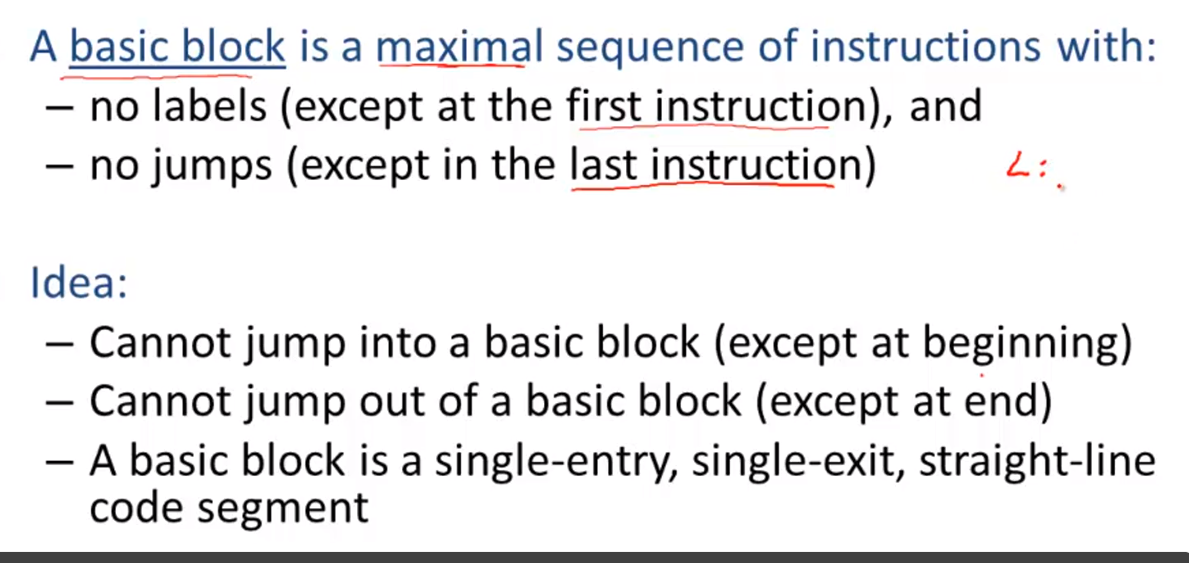 A basic block is a maximal sequence of instructions with:
– no labels (except at the first instruction), and
– no jumps (except in the last instruction)
L:
Idea:
– Cannot jump into a basic block (except at beginning)
– Cannot jump out of a basic block (except at end)
– A basic block is a single-entry, single-exit, straight-line
code segment